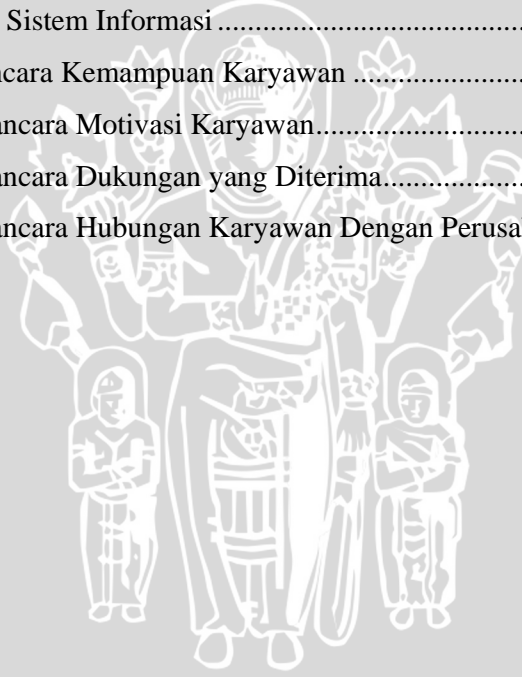 Sistem Informasi ..............................................
ncara Kemampuan Karyawan .........................
ancara Motivasi Karyawan..............................
ancara Dukungan yang Diterima.....................
ancara Hubungan Karyawan Dengan Perusa